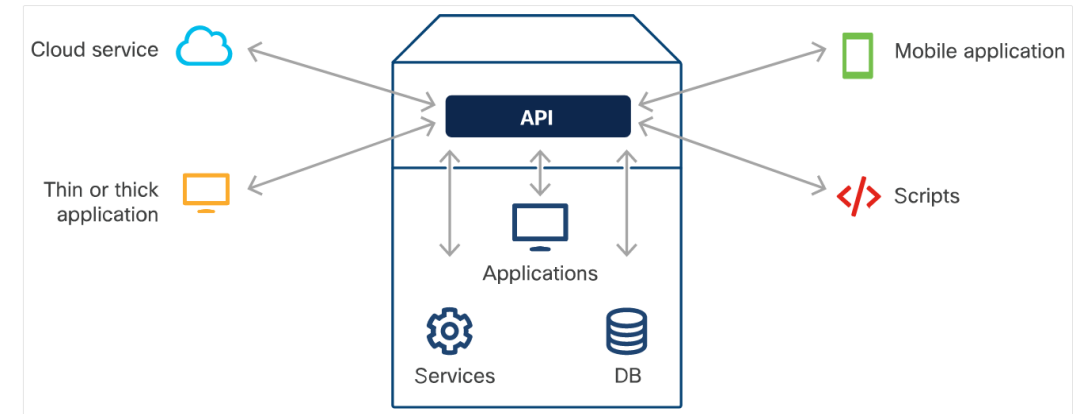 Cloud service
Mobile application
API
Thin or thick
application
Scripts
Applications
Services
DB